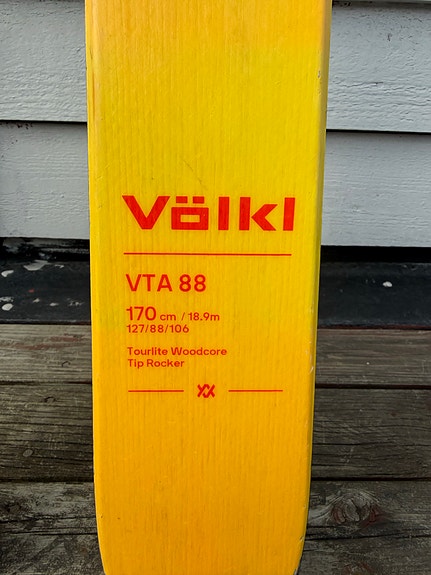 Völkl
VTA 88
170 cm / 18.9m
127/88/106
Tourlite Woodcore
Tip Rocker